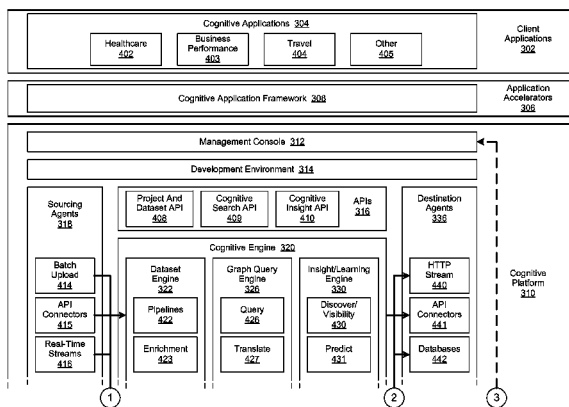 Cognitive Applications 304
Client
Applications
302
Healthcare
402
Business
Performance
403
Travel
404
Other
405
Cognitive Application Framework 308
Application
Accelerators
306
Management Console 312
Development Environment 314
Sourcing
Agents
318
Project And
Dataset API
408
Cognitive
Search API
409
Cognitive
Insight API
410
APIs
316
Destination
Agents
336
Cognitive Engine 320
Batch
Upload
414
Dataset
Engine
322
Graph Query
Engine
326
Insight/Learning
Engine
330
HTTP
Stream
440
Cognitive
Platform
310
API
Connectors
415
Pipelines
422
Query
426
Discover/
Visibility
430
API
Connectors
441
Real-Time
Streams
416
Enrichment
423
Translate
427
Predict
431
Databases
442
1
2
3